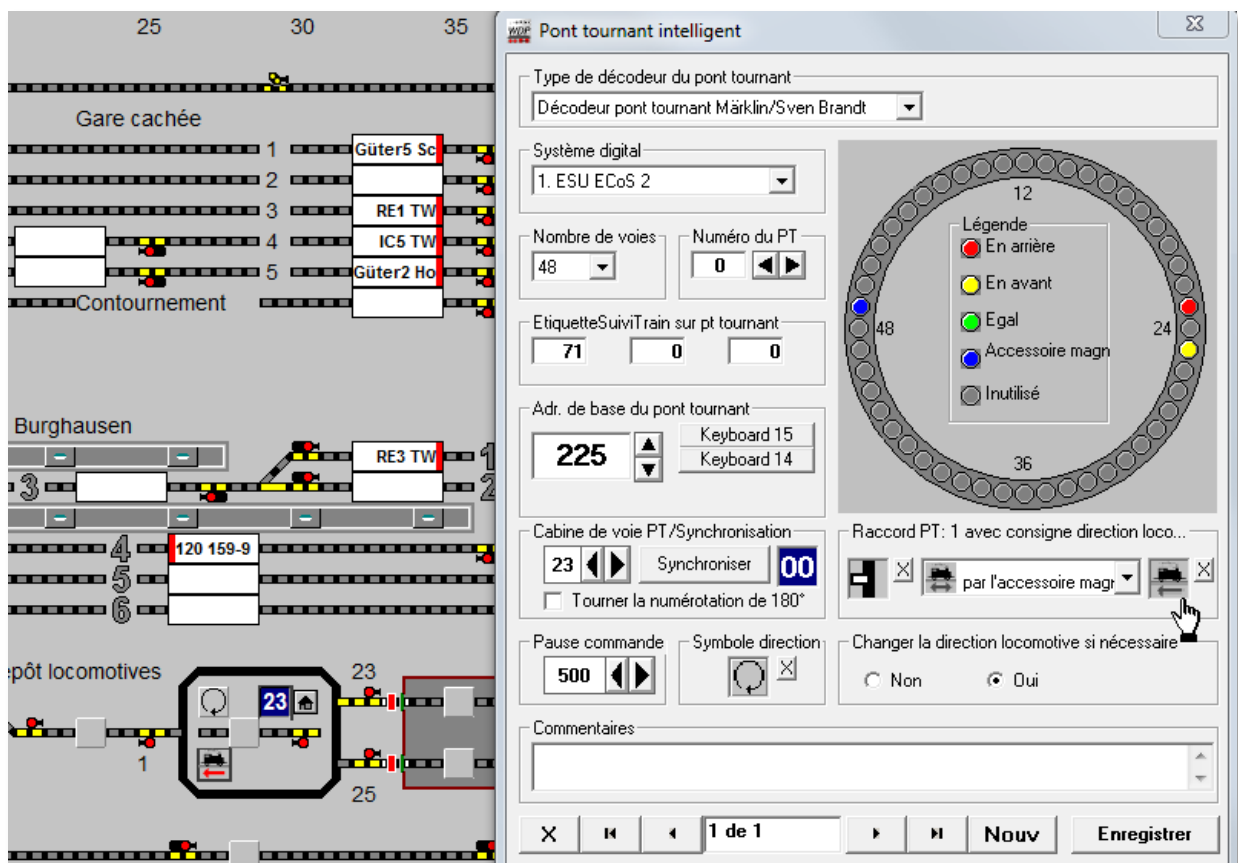 25 30 35
Gare cachée
1 Güter5 Sc
2
3 RE1 TW
4 IC5 TW
5 Güter2 Ho
Contournement
Burghausen
RE3 TW 1
3 2
4 120 159-9
5
6
epôt locomotives
23
23
1
25
WDP Pont tournant intelligent
Type de décodeur du pont tournant
Décodeur pont tournant Märklin/Sven Brandt
Système digital
1. ESU ECoS 2
Nombre de voies Numéro du PT
48 0
EtiquetteSuiviTrain sur pt tournant
71 0 0
Adr. de base du pont tournant
225
Keyboard 15
Keyboard 14
12
Légende
En arrière
En avant
48 Egal 24
Accessoire magn
Inutilisé
36
Cabine de voie PT/Synchronisation
23 Synchroniser 00
Tourner la numérotation de 180°
Raccord PT: 1 avec consigne direction loco...
X par l'accessoire magr X
Pause commande Symbole direction
500 X
Changer la direction locomotive si nécessaire
Non Oui
Commentaires
X 1 de 1 Nouv Enregistrer